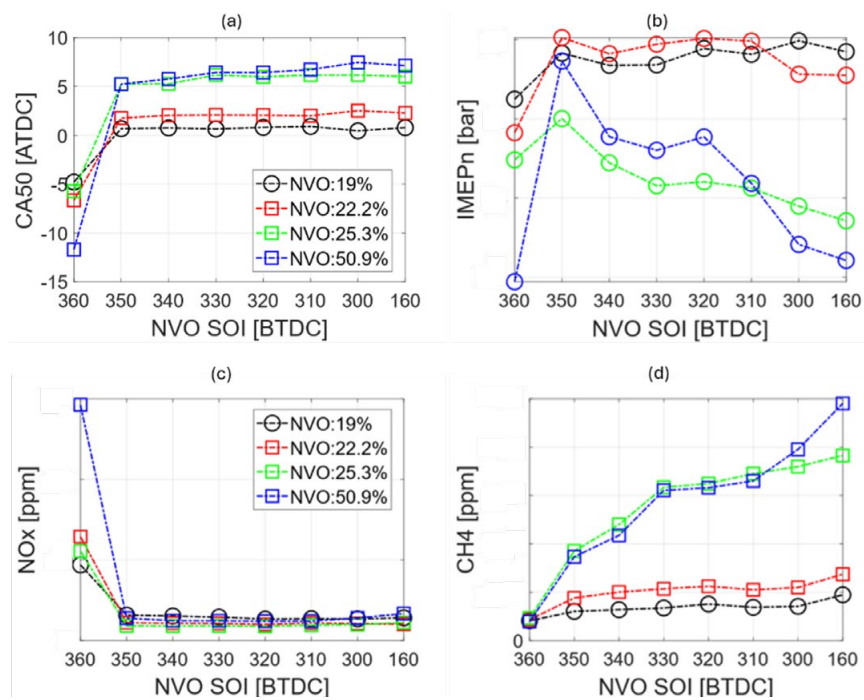 (a)
CA50 [ATDC]
10
5
0
-5
-10
-15
NVO:19%
NVO:22.2%
NVO:25.3%
NVO:50.9%
360 350 340 330 320 310 300 160
NVO SOI [BTDC]
(b)
IMEPn [bar]
360 350 340 330 320 310 300 160
NVO SOI [BTDC]
(c)
NOx [ppm]
NVO:19%
NVO:22.2%
NVO:25.3%
NVO:50.9%
360 350 340 330 320 310 300 160
NVO SOI [BTDC]
(d)
CH4 [ppm]
0
360 350 340 330 320 310 300 160
NVO SOI [BTDC]